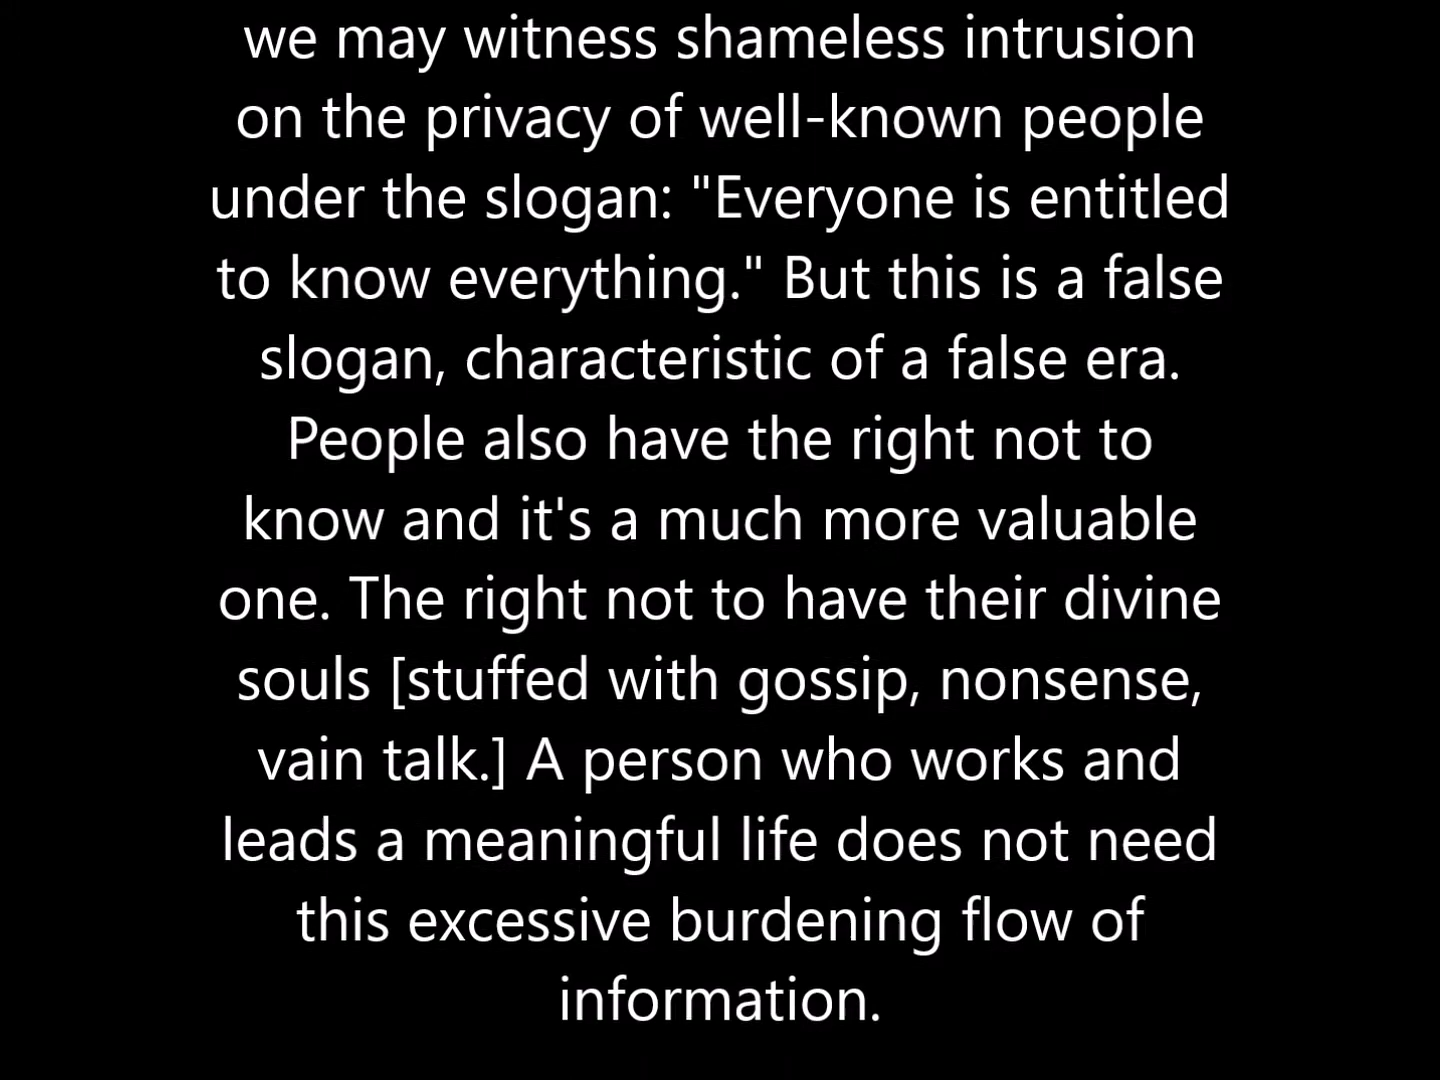 we may witness shameless intrusion
on the privacy of well-known people
under the slogan: "Everyone is entitled
to know everything." But this is a false
slogan, characteristic of a false era.
People also have the right not to
know and it's a much more valuable
one. The right not to have their divine
souls [stuffed with gossip, nonsense,
vain talk.] A person who works and
leads a meaningful life does not need
this excessive burdening flow of
information.